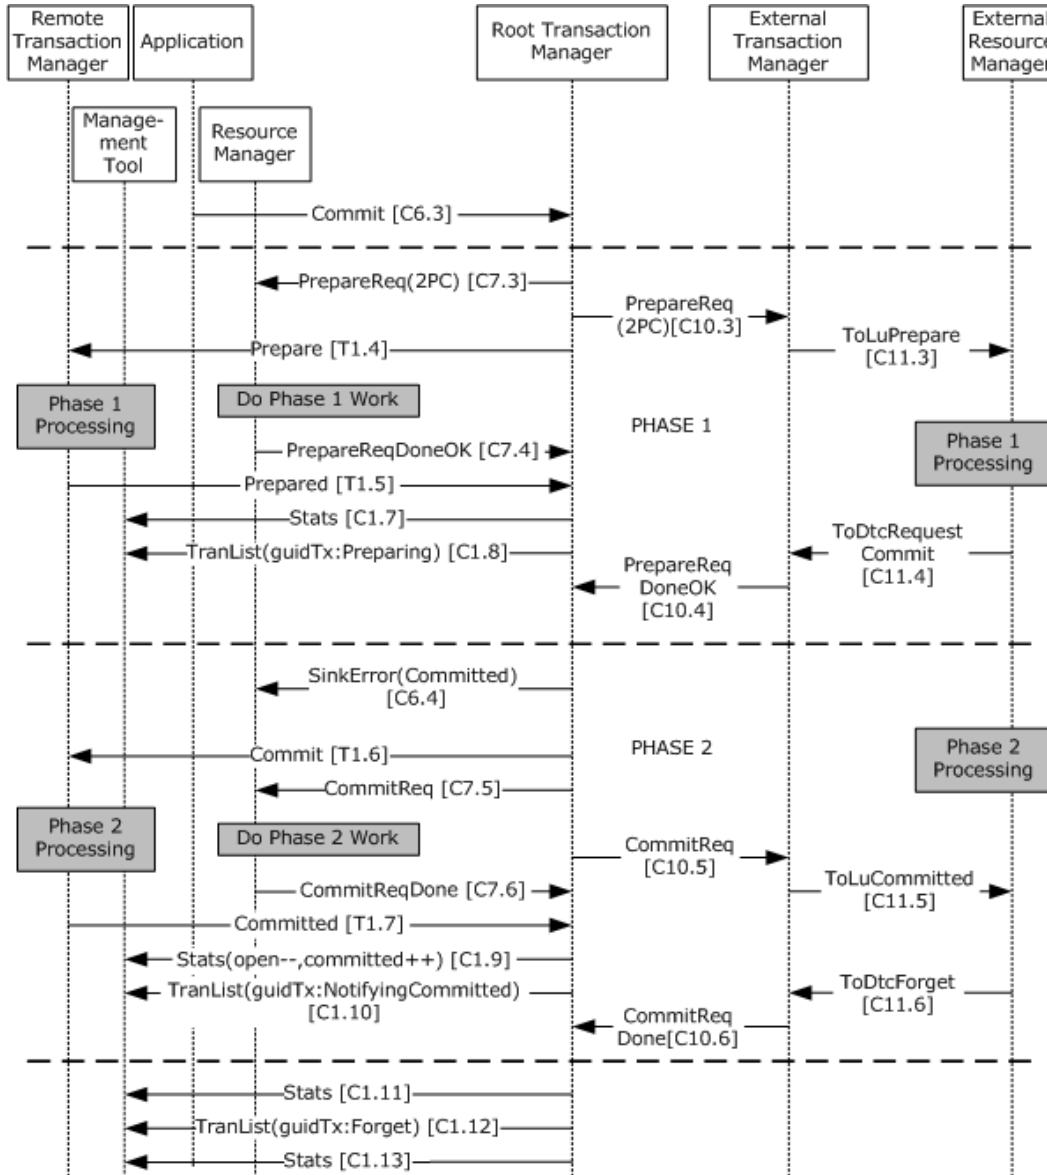 Remote
Transaction
Manager
Application
Root Transaction
Manager
External
Transaction
Manager
External
Resource
Manager
Manage-
ment
Tool
Resource
Manager
Commit [C6.3]
PrepareReq(2PC) [C7.3]
PrepareReq
(2PC)[C10.3]
Prepare [T1.4]
ToLuPrepare
[C11.3]
Phase 1
Processing
Do Phase 1 Work
PHASE 1
Phase 1
Processing
PrepareReqDoneOK [C7.4]
Prepared [T1.5]
Stats [C1.7]
TranList(guidTx:Preparing) [C1.8]
ToDtcRequest
Commit
[C11.4]
PrepareReq
DoneOK
[C10.4]
SinkError(Committed)
[C6.4]
Commit [T1.6]
PHASE 2
Phase 2
Processing
CommitReq [C7.5]
Phase 2
Processing
Do Phase 2 Work
CommitReq
[C10.5]
CommitReqDone [C7.6]
ToLuCommitted
[C11.5]
Committed [T1.7]
Stats(open--,committed++) [C1.9]
TranList(guidTx:NotifyingCommitted)
[C1.10]
ToDtcForget
[C11.6]
CommitReq
Done[C10.6]
Stats [C1.11]
TranList(guidTx:Forget) [C1.12]
Stats [C1.13]